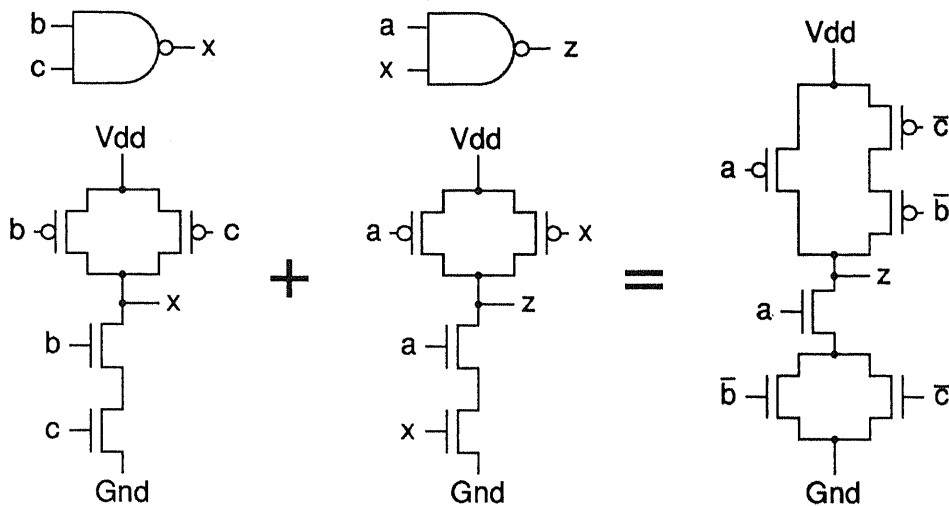 b
c
x
a
x
z
Vdd
b
c
x
b
c
Gnd
+
Vdd
a
x
z
a
x
Gnd
=
Vdd
a
c̅
b̅
z
a
b̅
c̅
Gnd